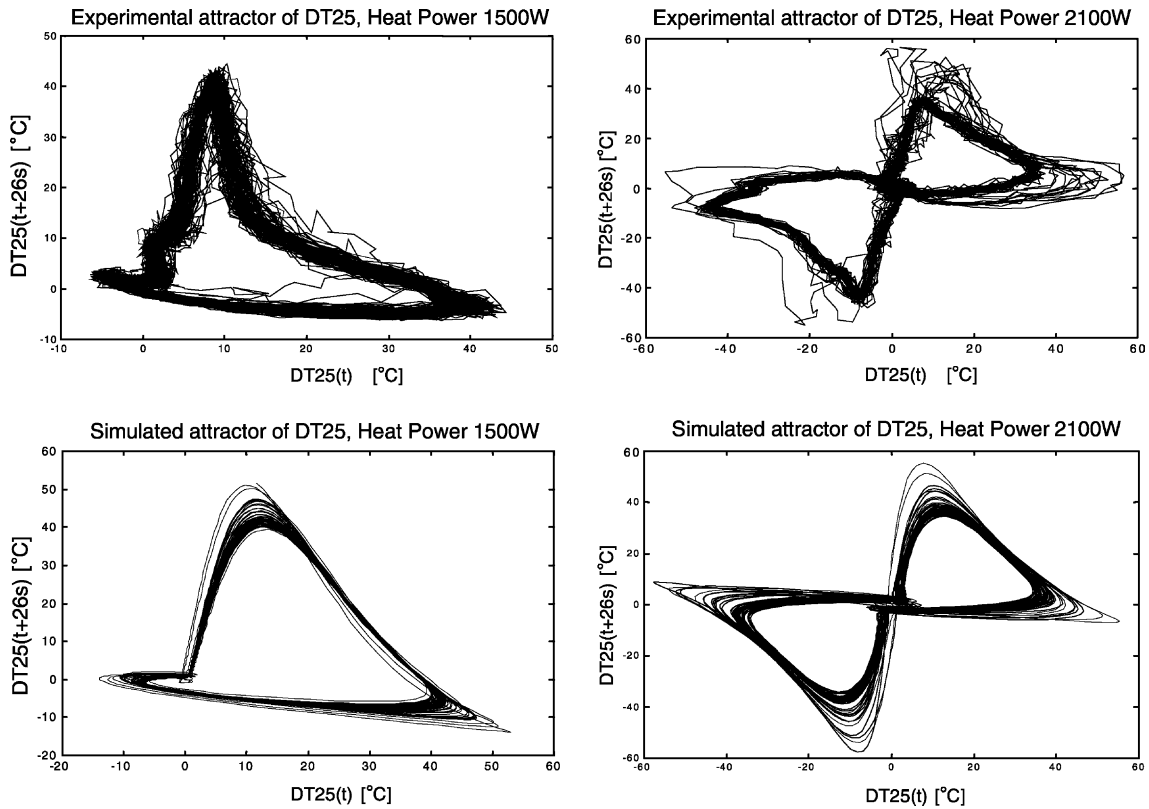 Experimental attractor of DT25, Heat Power 1500W
50
40
30
20
10
0
-10
-10 0 10 20 30 40 50
DT25(t+26s) [°C]
DT25(t) [°C]
Experimental attractor of DT25, Heat Power 2100W
60
40
20
0
-20
-40
-60
-60 -40 -20 0 20 40 60
DT25(t+26s) [°C]
DT25(t) [°C]
Simulated attractor of DT25, Heat Power 1500W
60
50
40
30
20
10
0
-10
-20
-20 -10 0 10 20 30 40 50 60
DT25(t+26s) [°C]
DT25(t) [°C]
Simulated attractor of DT25, Heat Power 2100W
60
40
20
0
-20
-40
-60
-60 -40 -20 0 20 40 60
DT25(t+26s) [°C]
DT25(t) [°C]